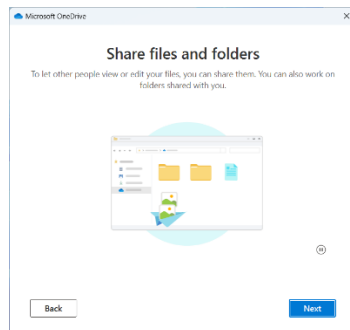 Microsoft OneDrive
Share files and folders
To let other people view or edit your files, you can share them. You can also work on
folders shared with you.
Back
Next